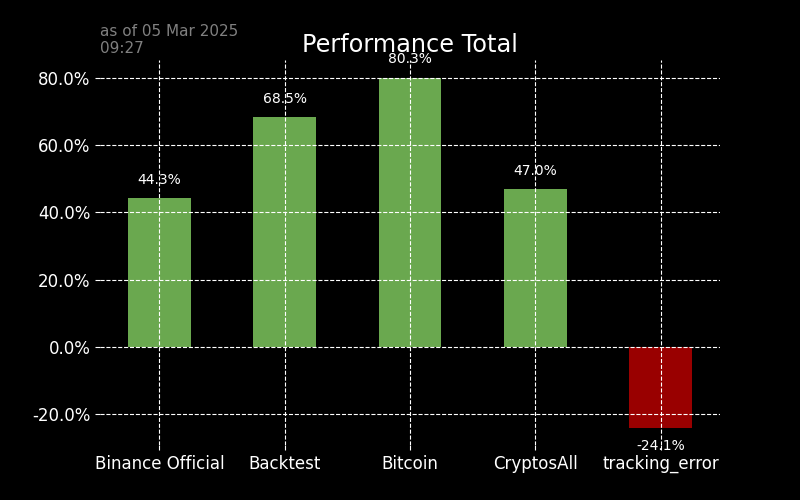 as of 05 Mar 2025
09:27
Performance Total
80.0%
60.0%
40.0%
20.0%
0.0%
-20.0%
44.3%
68.5%
80.3%
47.0%
-24.1%
Binance Official
Backtest
Bitcoin
CryptosAll
tracking_error